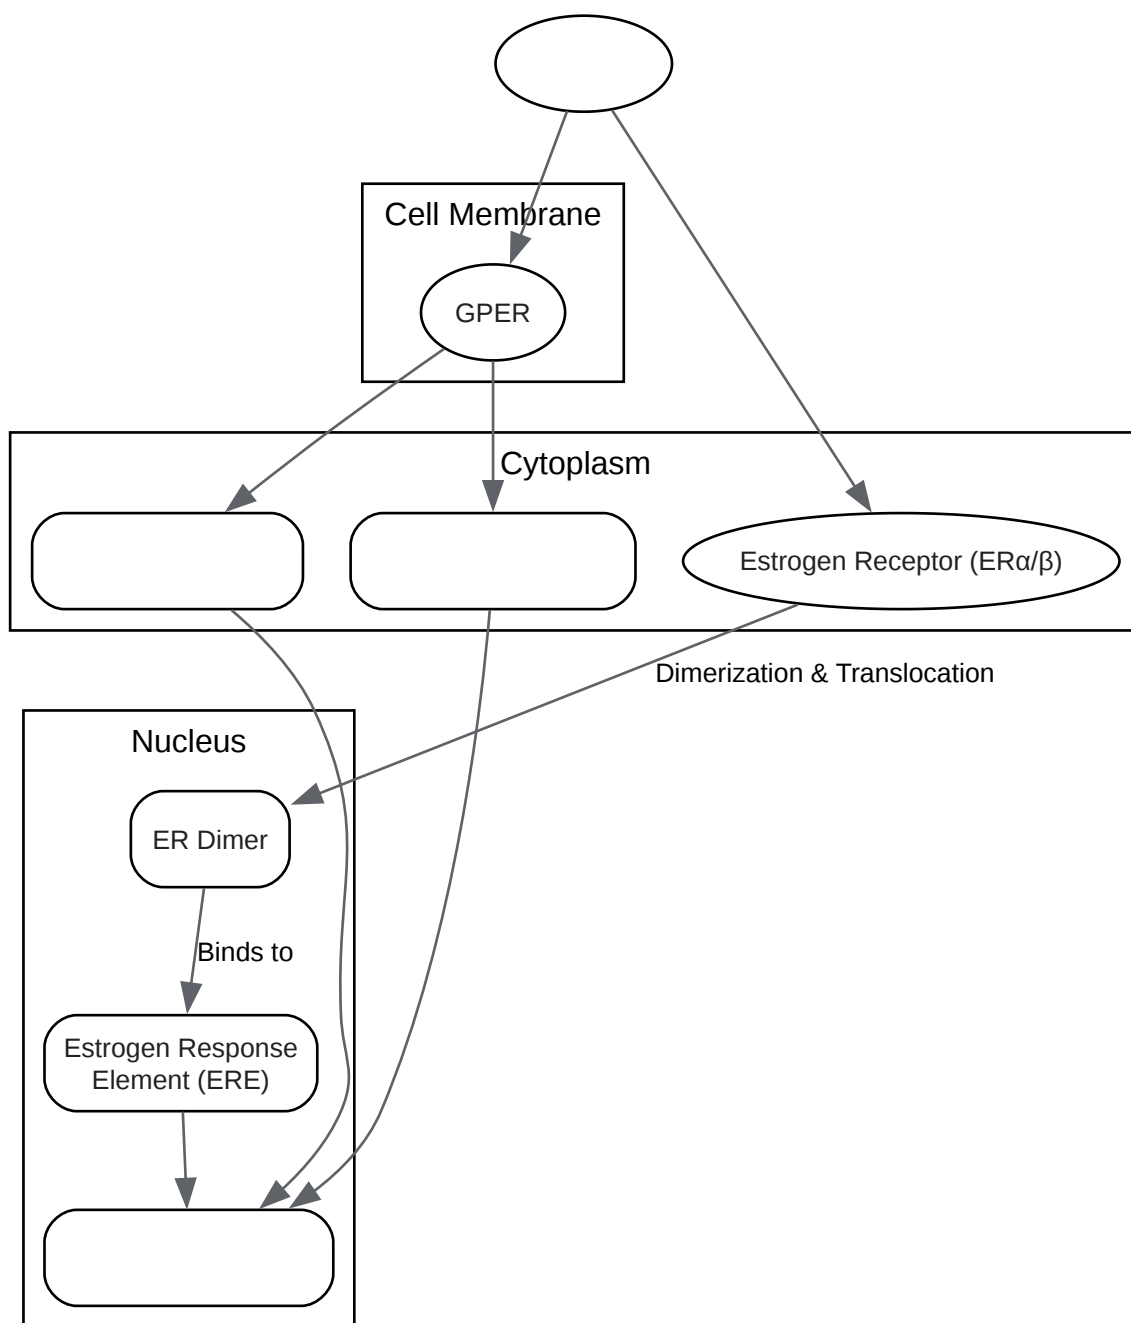 Cell Membrane
GPER
Cytoplasm
Estrogen Receptor (ERα/β)
Dimerization & Translocation
Nucleus
ER Dimer
Binds to
Estrogen Response
Element (ERE)